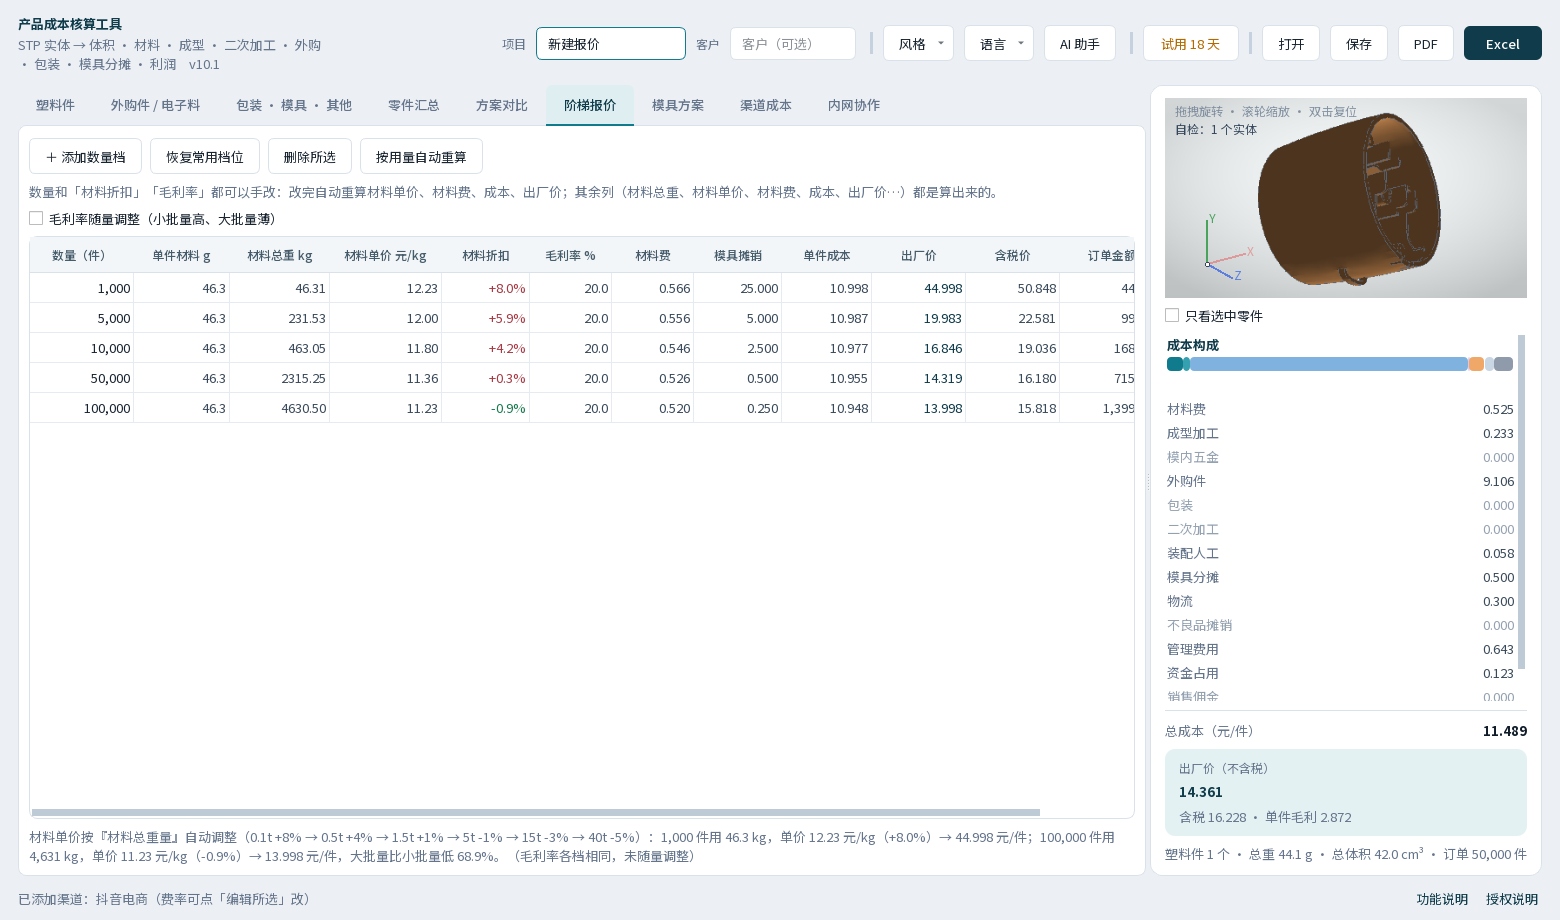 产品成本核算工具
STP 实体 → 体积 · 材料 · 成型 · 二次加工 · 外购
· 包装 · 模具分摊 · 利润 v10.1
项目 新建报价 客户 客户（可选） 风格 语言 AI 助手 试用 18 天 打开 保存 PDF Excel
塑料件 外购件 / 电子料 包装 · 模具 · 其他 零件汇总 方案对比 阶梯报价 模具方案 渠道成本 内网协作
＋ 添加数量档 恢复常用档位 删除所选 按用量自动重算
数量和「材料折扣」「毛利率」都可以手改：改完自动重算材料单价、材料费、成本、出厂价；其余列（材料总重、材料单价、材料费、成本、出厂价…）都是算出来的。
毛利率随量调整（小批量高、大批量薄）
数量（件） 单件材料 g 材料总重 kg 材料单价 元/kg 材料折扣 毛利率 % 材料费 模具摊销 单件成本 出厂价 含税价 订单金额
1,000 46.3 46.31 12.23 +8.0% 20.0 0.566 25.000 10.998 44.998 50.848 44
5,000 46.3 231.53 12.00 +5.9% 20.0 0.556 5.000 10.987 19.983 22.581 99
10,000 46.3 463.05 11.80 +4.2% 20.0 0.546 2.500 10.977 16.846 19.036 168
50,000 46.3 2315.25 11.36 +0.3% 20.0 0.526 0.500 10.955 14.319 16.180 715
100,000 46.3 4630.50 11.23 -0.9% 20.0 0.520 0.250 10.948 13.998 15.818 1,399
材料单价按『材料总重量』自动调整（0.1t +8% → 0.5t +4% → 1.5t +1% → 5t -1% → 15t -3% → 40t -5%）：1,000 件用 46.3 kg，单价 12.23 元/kg（+8.0%）→ 44.998 元/件；100,000 件用
4,631 kg，单价 11.23 元/kg（-0.9%）→ 13.998 元/件，大批量比小批量低 68.9%。（毛利率各档相同，未随量调整）
拖拽旋转 · 滚轮缩放 · 双击复位
自检：1 个实体
Y
X
Z
只看选中零件
成本构成
材料费 0.525
成型加工 0.233
模内五金 0.000
外购件 9.106
包装 0.000
二次加工 0.000
装配人工 0.058
模具分摊 0.500
物流 0.300
不良品摊销 0.000
管理费用 0.643
资金占用 0.123
销售佣金 0.000
总成本（元/件） 11.489
出厂价（不含税）
14.361
含税 16.228 · 单件毛利 2.872
塑料件 1 个 · 总重 44.1 g · 总体积 42.0 cm³ · 订单 50,000 件
已添加渠道：抖音电商（费率可点「编辑所选」改） 功能说明 授权说明